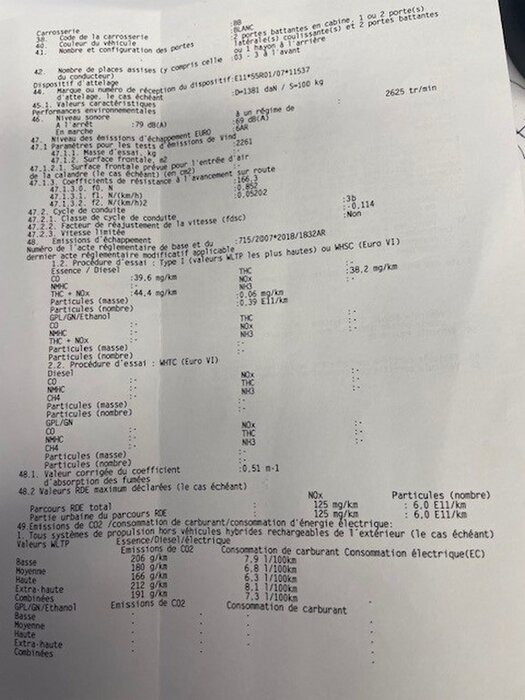 Carrosserie
38. Code de la carrosserie :BB
40. Couleur du véhicule :BLANC
41. Nombre et configuration des portes :2 portes battantes en cabine, 1 ou 2 porte(s)
latérale(s) coulissante(s) et 2 portes battantes
ou 1 hayon à l'arrière
42. Nombre de places assises (y compris celle :03 - 3 à l'avant
du conducteur)
Dispositif d'attelage
44. Marque ou numéro de réception du dispositif:E11*55R01/07*11537
d'attelage, le cas échéant
45.1. Valeurs caractéristiques :D=1381 daN / S=100 kg
Performances environnementales
46. Niveau sonore
A l'arrêt :79 dB(A) à un régime de : 2625 tr/min
En marche :69 dB(A)
47. Niveau des émissions d'échappement EURO :6AR
47.1 Paramètres pour les tests d'émissions de Vind
47.1.1. Masse d'essai, kg :2261
47.1.2. Surface frontale, m2 :-
47.1.2.1. Surface frontale prévue pour l'entrée d'air
de la calandre (le cas échéant) (en cm2) :-
47.1.3. Coefficients de résistance à l'avancement sur route
47.1.3.0. f0, N :166,3
47.1.3.1. f1, N/(km/h) :0,852
47.1.3.2. f2, N/(km/h)2 :0,05202
47.2. Cycle de conduite
47.2.1. Classe de cycle de conduite :3b
47.2.2. Facteur de réajustement de la vitesse (fdsc) :-0,114
47.2.3. Vitesse limitée :Non
48. Emissions d'échappement :715/2007*2018/1832AR
Numéro de l'acte réglementaire de base et du
dernier acte réglementaire modificatif applicable
1.2. Procédure d'essai : Type I (valeurs WLTP les plus hautes) ou WHSC (Euro VI)
Essence / Diesel
CO :39,6 mg/km THC :-
NMHC :- NOx :38,2 mg/km
THC + NOx :44,4 mg/km NH3 :-
Particules (masse) :0,06 mg/km
Particules (nombre) :0,39 E11/km
GPL/GN/Ethanol
CO :- THC :-
NMHC :- NOx :-
THC + NOx :- NH3 :-
Particules (masse) :-
Particules (nombre) :-
2.2. Procédure d'essai : WHTC (Euro VI)
Diesel
CO :- NOx :-
NMHC :- THC :-
CH4 :- NH3 :-
Particules (masse) :-
Particules (nombre) :-
GPL/GN
CO :- NOx :-
NMHC :- THC :-
CH4 :- NH3 :-
Particules (masse) :-
Particules (nombre) :-
48.1. Valeur corrigée du coefficient :0,51 m-1
d'absorption des fumées
48.2 Valeurs RDE maximum déclarées (le cas échéant)
NOx Particules (nombre)
Parcours RDE total : 125 mg/km : 6,0 E11/km
Partie urbaine du parcours RDE : 125 mg/km : 6,0 E11/km
49.Emissions de CO2 /consommation de carburant/consommation d'énergie électrique:
1. Tous systèmes de propulsion hors véhicules hybrides rechargeables de l'extérieur (le cas échéant)
Valeurs WLTP Essence/Diesel/électrique
Emissions de CO2 Consommation de carburant Consommation électrique(EC)
Basse : 206 g/km : 7,9 l/100km :
Moyenne : 180 g/km : 6,8 l/100km :
Haute : 166 g/km : 6,3 l/100km :
Extra-haute : 212 g/km : 8,1 l/100km :
Combinées : 191 g/km : 7,3 l/100km :
GPL/GN/Ethanol Emissions de CO2 Consommation de carburant
Basse : :
Moyenne : :
Haute : :
Extra-haute : :
Combinées : :